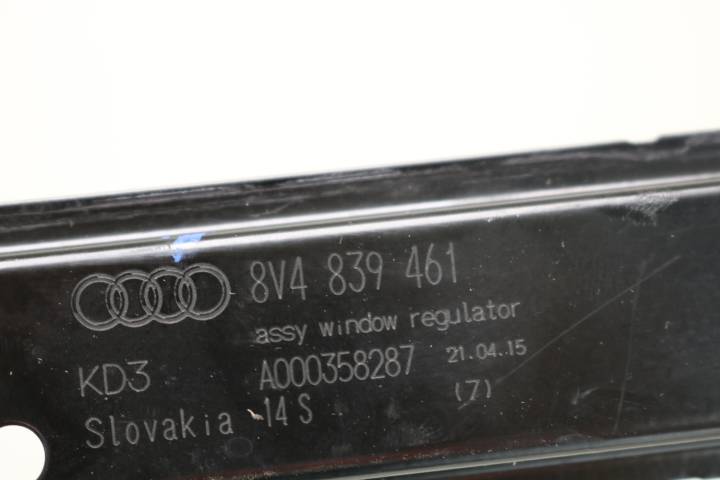 8V4 839 461
assy window regulator
KD3 A000358287 21.04.15
Slovakia 14 S (7)